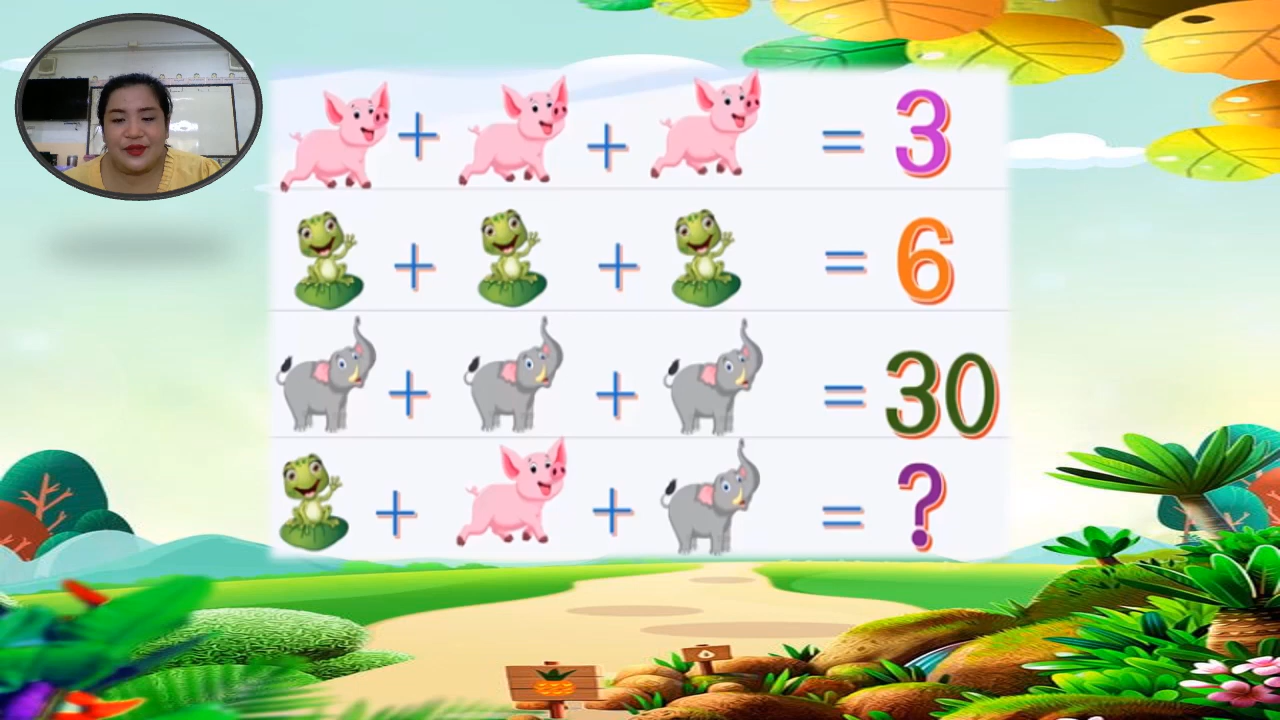 + + = 3
+ + = 6
+ + = 30
+ + = ?